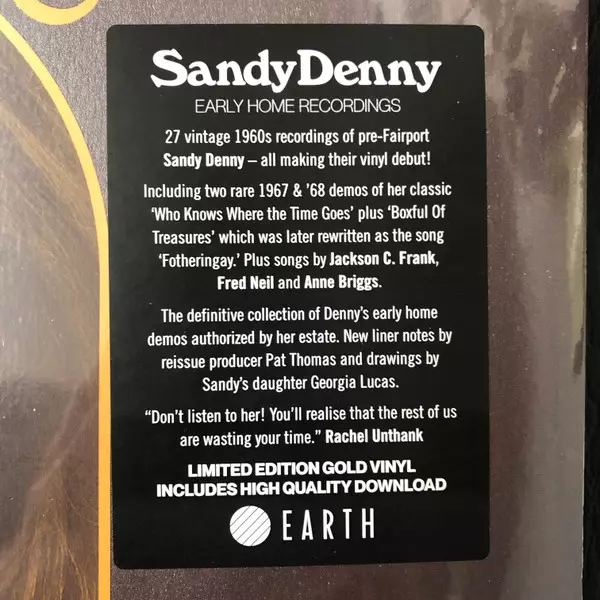 Sandy Denny
EARLY HOME RECORDINGS
27 vintage 1960s recordings of pre-Fairport
Sandy Denny – all making their vinyl debut!
Including two rare 1967 & ’68 demos of her classic
‘Who Knows Where the Time Goes’ plus ‘Boxful Of
Treasures’ which was later rewritten as the song
‘Fotheringay.’ Plus songs by Jackson C. Frank,
Fred Neil and Anne Briggs.
The definitive collection of Denny’s early home
demos authorized by her estate. New liner notes by
reissue producer Pat Thomas and drawings by
Sandy’s daughter Georgia Lucas.
“Don’t listen to her! You’ll realise that the rest of us
are wasting your time.” Rachel Unthank
LIMITED EDITION GOLD VINYL
INCLUDES HIGH QUALITY DOWNLOAD
EARTH